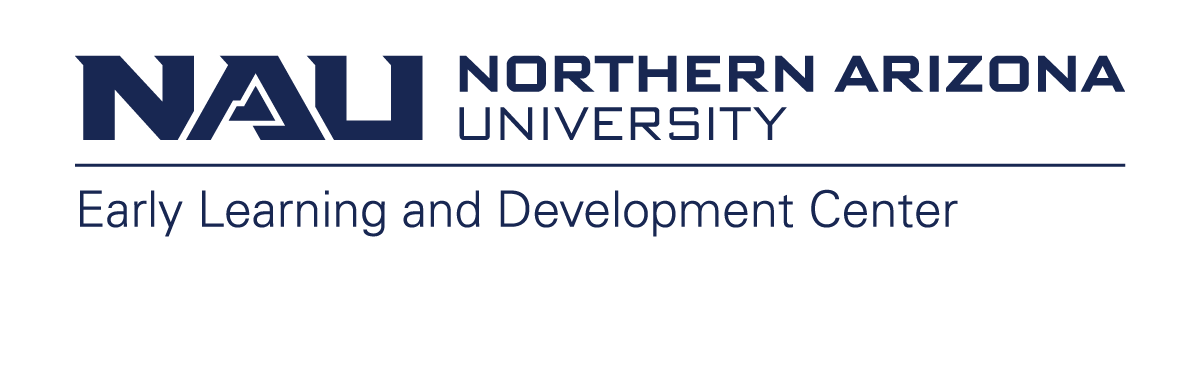 NAU NORTHERN ARIZONA
UNIVERSITY
Early Learning and Development Center